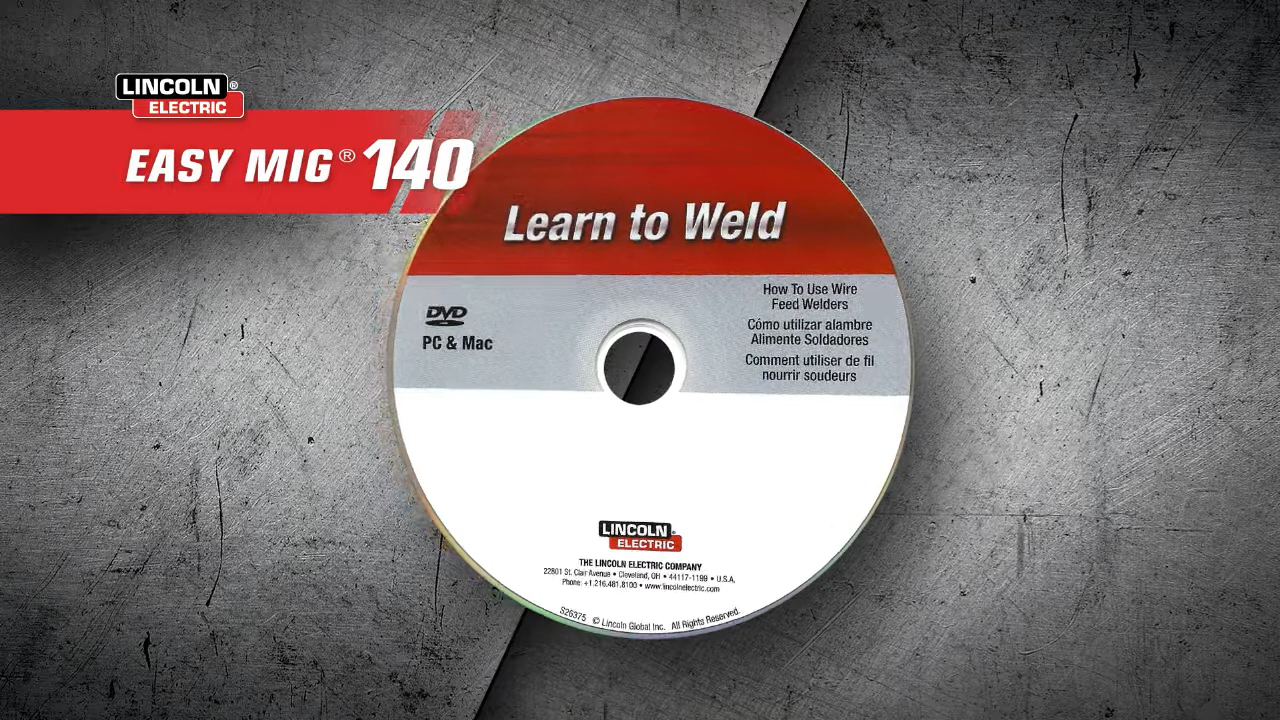 LINCOLN®
ELECTRIC
EASY MIG® 140
Learn to Weld
DVD
PC & Mac
How To Use Wire
Feed Welders
Cómo utilizar alambre
Alimente Soldadores
Comment utiliser de fil
nourrir soudeurs
LINCOLN®
ELECTRIC
THE LINCOLN ELECTRIC COMPANY
22801 St. Clair Avenue • Cleveland, OH • 44117-1199 • U.S.A.
Phone: +1.216.481.8100 • www.lincolnelectric.com
S26375 © Lincoln Global Inc. All Rights Reserved.